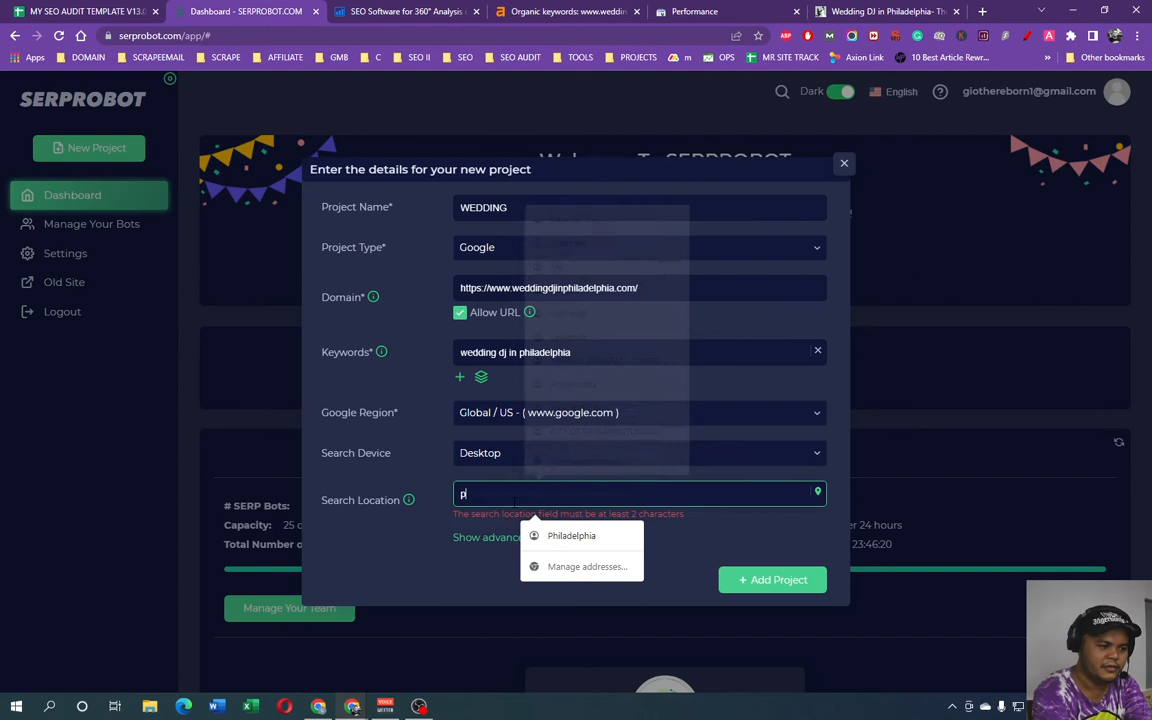 MY SEO AUDIT TEMPLATE V13.0
Dashboard - SERPROBOT.COM
SEO Software for 360° Analysis
Organic keywords: www.weddin
Performance
Wedding DJ in Philadelphia- Th
serprobot.com/app/#
Apps DOMAIN SCRAPEEMAIL SCRAPE AFFILIATE GMB C SEO II SEO SEO AUDIT TOOLS PROJECTS m OPS MR SITE TRACK Axion Link 10 Best Article Rewr... Other bookmarks
SERPROBOT
Dark English giothereborn1@gmail.com
New Project
Dashboard
Manage Your Bots
Settings
Old Site
Logout
Enter the details for your new project
Project Name* WEDDING
Project Type* Google
Domain* https://www.weddingdjinphiladelphia.com/
Allow URL
Keywords* wedding dj in philadelphia
Google Region* Global / US - ( www.google.com )
Search Device Desktop
Search Location p
The search location field must be at least 2 characters
Show advance
Philadelphia
Manage addresses...
+ Add Project
# SERP Bots:
Capacity: 25 c
Total Number o
er 24 hours
23:46:20
Manage Your Team